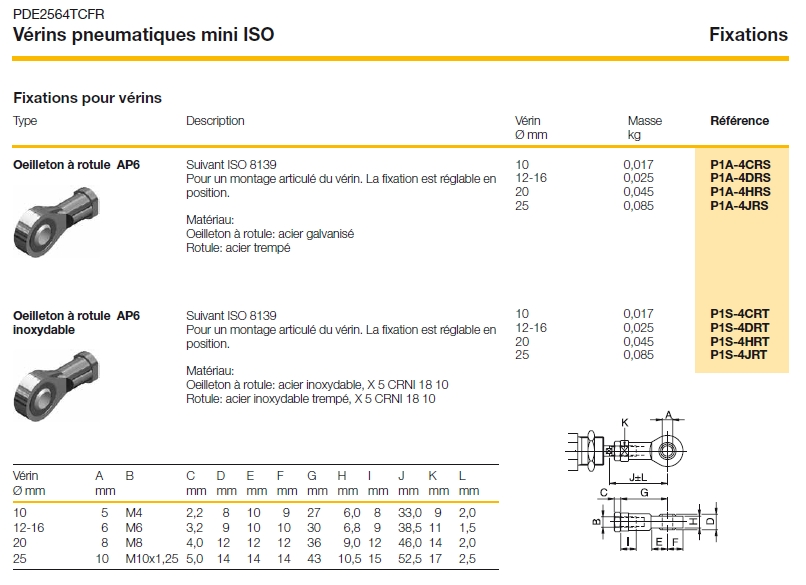 PDE2564TCFR
Vérins pneumatiques mini ISO Fixations
Fixations pour vérins
Type Description Vérin Masse Référence
Ø mm kg
Oeilleton à rotule AP6 Suivant ISO 8139 10 0,017 P1A-4CRS
Pour un montage articulé du vérin. La fixation est réglable en 12-16 0,025 P1A-4DRS
position. 20 0,045 P1A-4HRS
25 0,085 P1A-4JRS
Matériau:
Oeilleton à rotule: acier galvanisé
Rotule: acier trempé
Oeilleton à rotule AP6 Suivant ISO 8139 10 0,017 P1S-4CRT
inoxydable Pour un montage articulé du vérin. La fixation est réglable en 12-16 0,025 P1S-4DRT
position. 20 0,045 P1S-4HRT
25 0,085 P1S-4JRT
Matériau:
Oeilleton à rotule: acier inoxydable, X 5 CRNI 18 10
Rotule: acier inoxydable trempé, X 5 CRNI 18 10
A
K
J±L
C G
B H D
I E F
Vérin A B C D E F G H I J K L
Ø mm mm mm mm mm mm mm mm mm mm mm mm
10 5 M4 2,2 8 10 9 27 6,0 8 33,0 9 2,0
12-16 6 M6 3,2 9 10 10 30 6,8 9 38,5 11 1,5
20 8 M8 4,0 12 12 12 36 9,0 12 46,0 14 2,0
25 10 M10x1,25 5,0 14 14 14 43 10,5 15 52,5 17 2,5